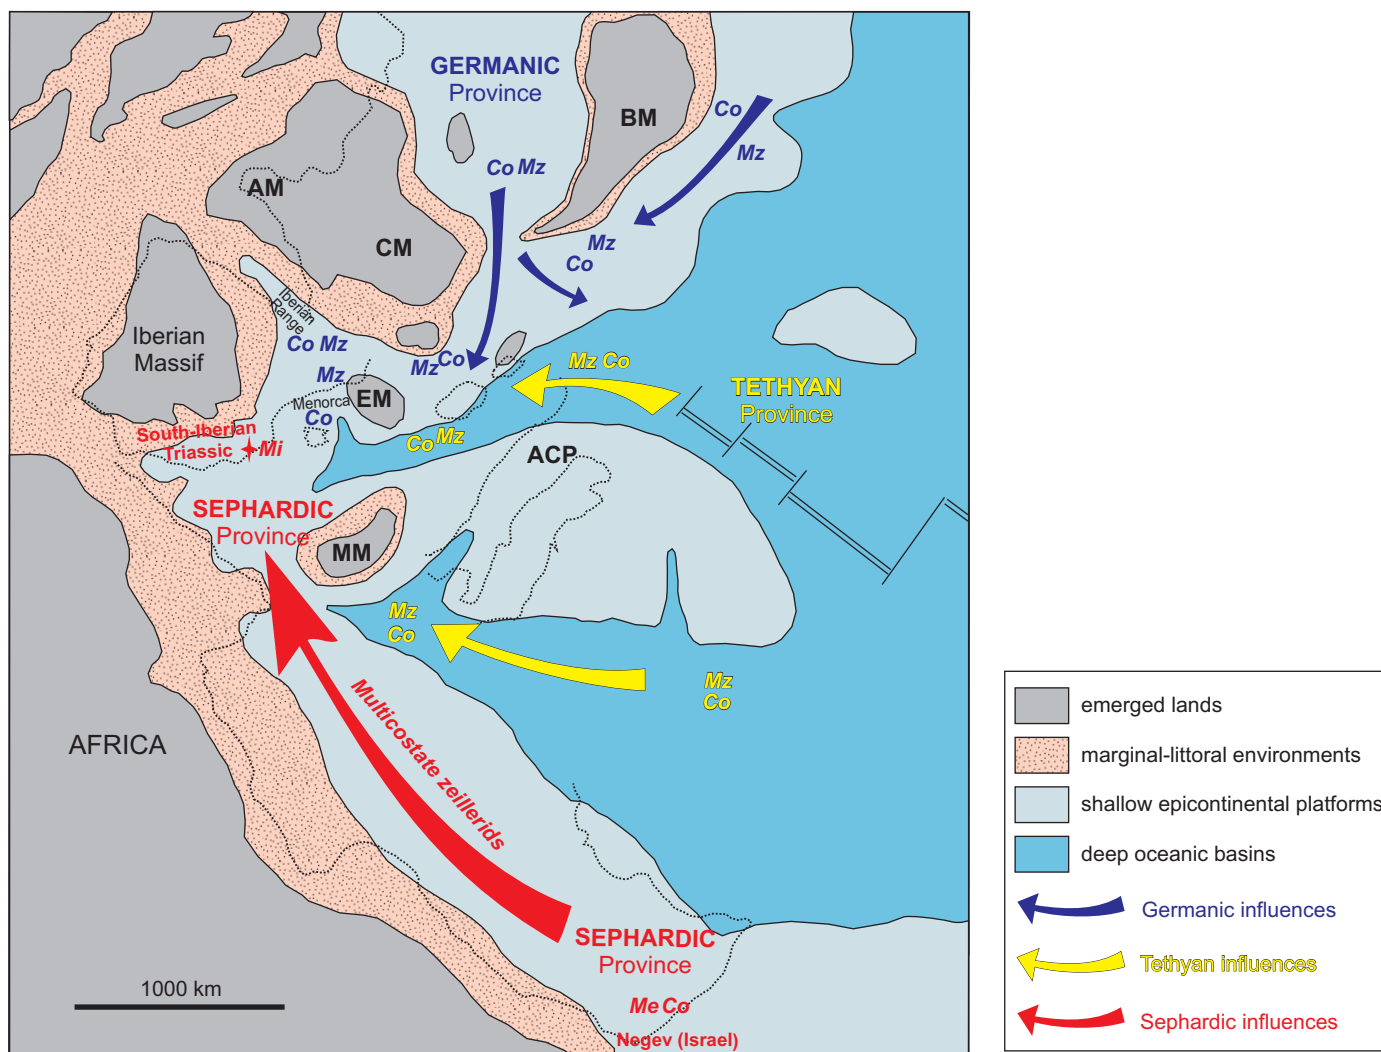 GERMANIC
Province
BM
Co
Mz
Co Mz
AM
CM
Mz
Co
Iberian
Range
Iberian
Massif
Co Mz
Mz
Mz Co
Mz Co
TETHYAN
Province
Menorca
EM
Co
Co Mz
South-Iberian
Triassic
Mi
ACP
SEPHARDIC
Province
MM
Mz
Co
Mz
Co
Multicostate zeillerids
AFRICA
SEPHARDIC
Province
1000 km
Me Co
Negev (Israel)
emerged lands
marginal-littoral environments
shallow epicontinental platforms
deep oceanic basins
Germanic influences
Tethyan influences
Sephardic influences